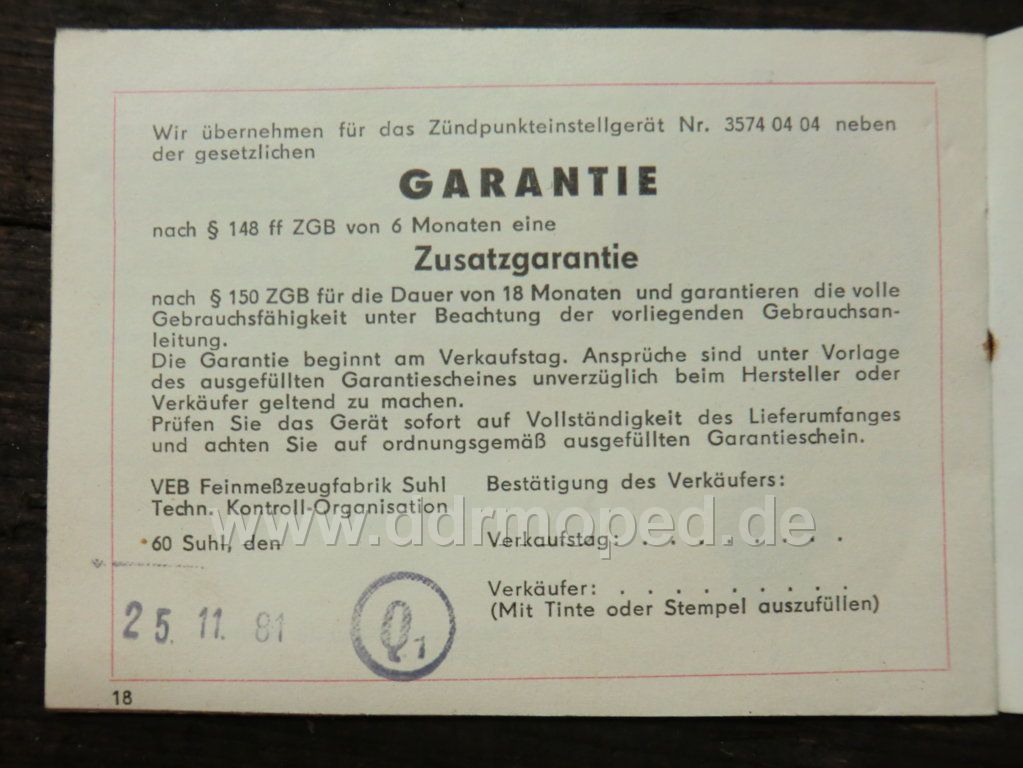 Wir übernehmen für das Zündpunkteinstellgerät Nr. 3574 04 04 neben
der gesetzlichen
GARANTIE
nach § 148 ff ZGB von 6 Monaten eine
Zusatzgarantie
nach § 150 ZGB für die Dauer von 18 Monaten und garantieren die volle
Gebrauchsfähigkeit unter Beachtung der vorliegenden Gebrauchsan-
leitung.
Die Garantie beginnt am Verkaufstag. Ansprüche sind unter Vorlage
des ausgefüllten Garantiescheines unverzüglich beim Hersteller oder
Verkäufer geltend zu machen.
Prüfen Sie das Gerät sofort auf Vollständigkeit des Lieferumfanges
und achten Sie auf ordnungsgemäß ausgefüllten Garantieschein.
VEB Feinmeßzeugfabrik Suhl
Techn. Kontroll-Organisation
60 Suhl, den
25. 11. 81
Q1
Bestätigung des Verkäufers:
Verkaufstag: . . . . . . . . .
Verkäufer: . . . . . . . . .
(Mit Tinte oder Stempel auszufüllen)
18
www.ddrmoped.de